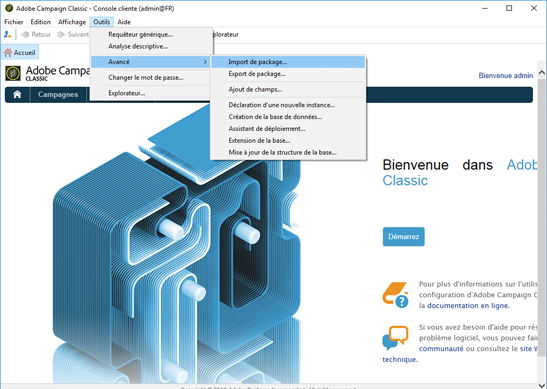 Adobe Campaign Classic - Console cliente (admin@FR)
Fichier Edition Affichage Outils Aide
Retour Suivant plorateur
Accueil
Requêteur générique...
Analyse descriptive...
Avancé
Changer le mot de passe...
Explorateur...
Import de package...
Export de package...
Ajout de champs...
Déclaration d'une nouvelle instance...
Création de la base de données...
Assistant de déploiement...
Extension de la base...
Mise à jour de la structure de la base...
Adobe Campa
CLASSIC
Bienvenue admin
Campagnes
Bienvenue dans Adob
Classic
Démarrez
Pour plus d'informations sur l'utilis
configuration d'Adobe Campaign C
la documentation en ligne.
Si vous avez besoin d'aide pour rés
problème logiciel, vous pouvez fai
communauté ou consultez le site W
technique.